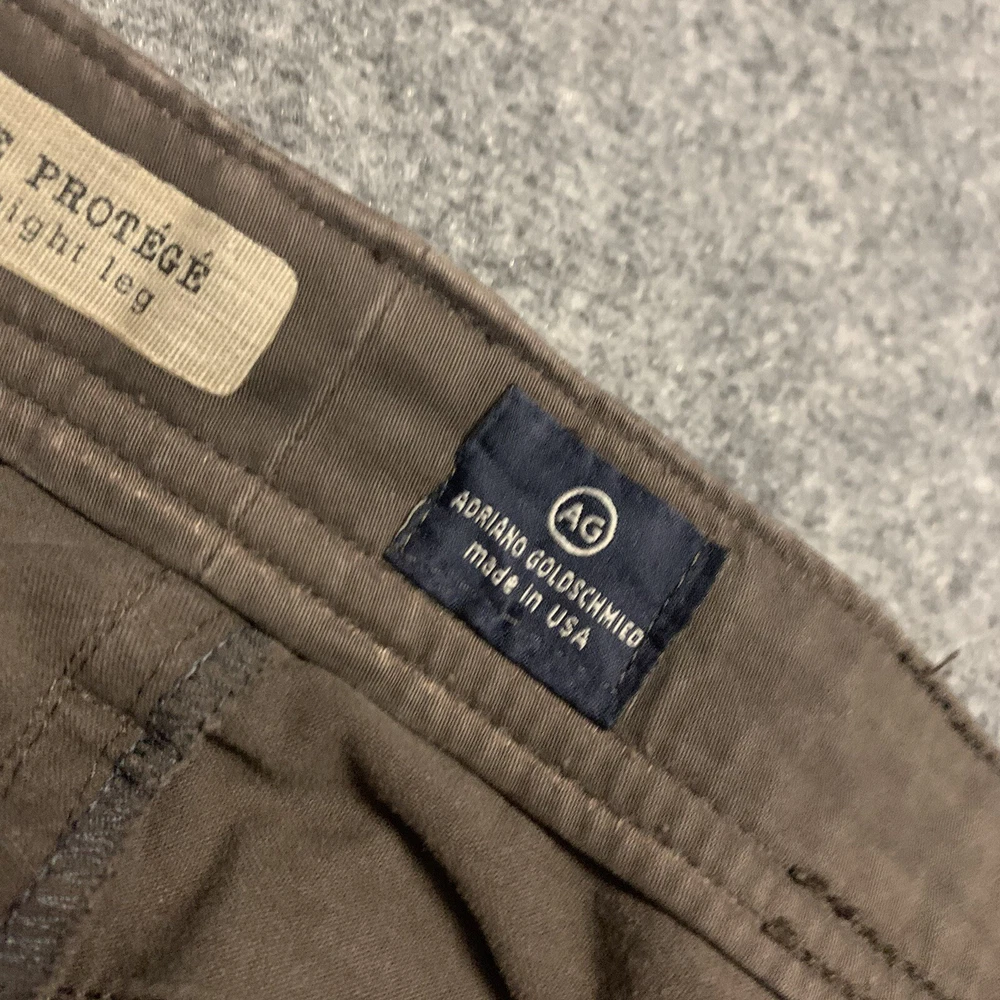 PROTÉGÉ
ight leg
AG
ADRIANO GOLDSCHMIED
made in USA